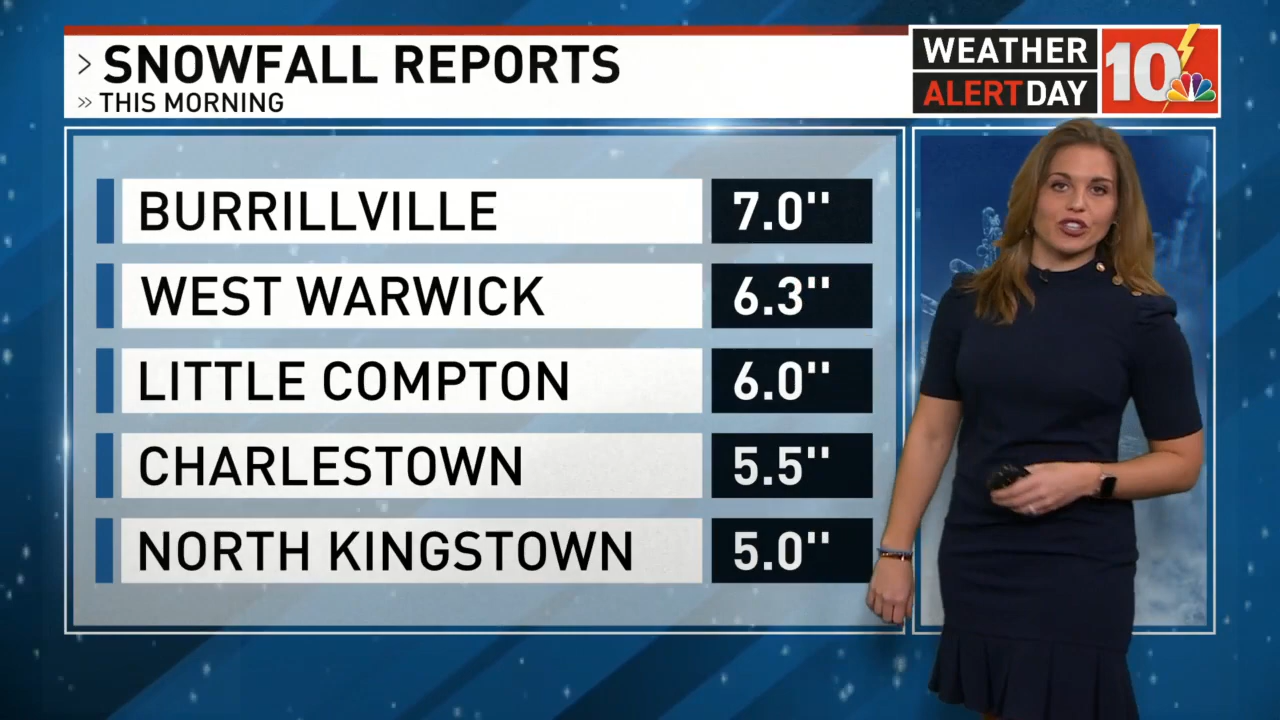 > SNOWFALL REPORTS
» THIS MORNING
WEATHER
ALERT DAY
10
BURRILLVILLE 7.0''
WEST WARWICK 6.3''
LITTLE COMPTON 6.0''
CHARLESTOWN 5.5''
NORTH KINGSTOWN 5.0''